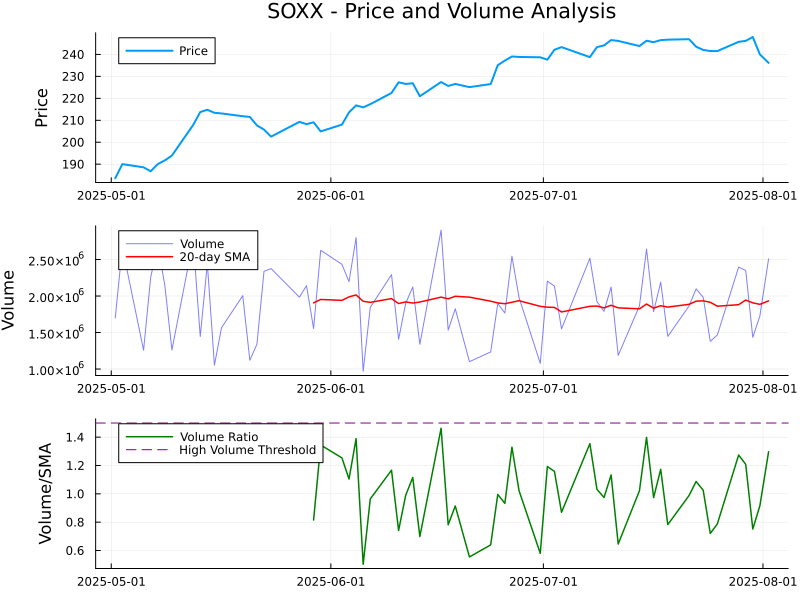 SOXX - Price and Volume Analysis
Price
240
230
220
210
200
190
Price
2025-05-01 2025-06-01 2025-07-01 2025-08-01
Volume
20-day SMA
2.50×10⁶
2.00×10⁶
1.50×10⁶
1.00×10⁶
Volume
2025-05-01 2025-06-01 2025-07-01 2025-08-01
Volume Ratio
High Volume Threshold
1.4
1.2
1.0
0.8
0.6
Volume/SMA
2025-05-01 2025-06-01 2025-07-01 2025-08-01